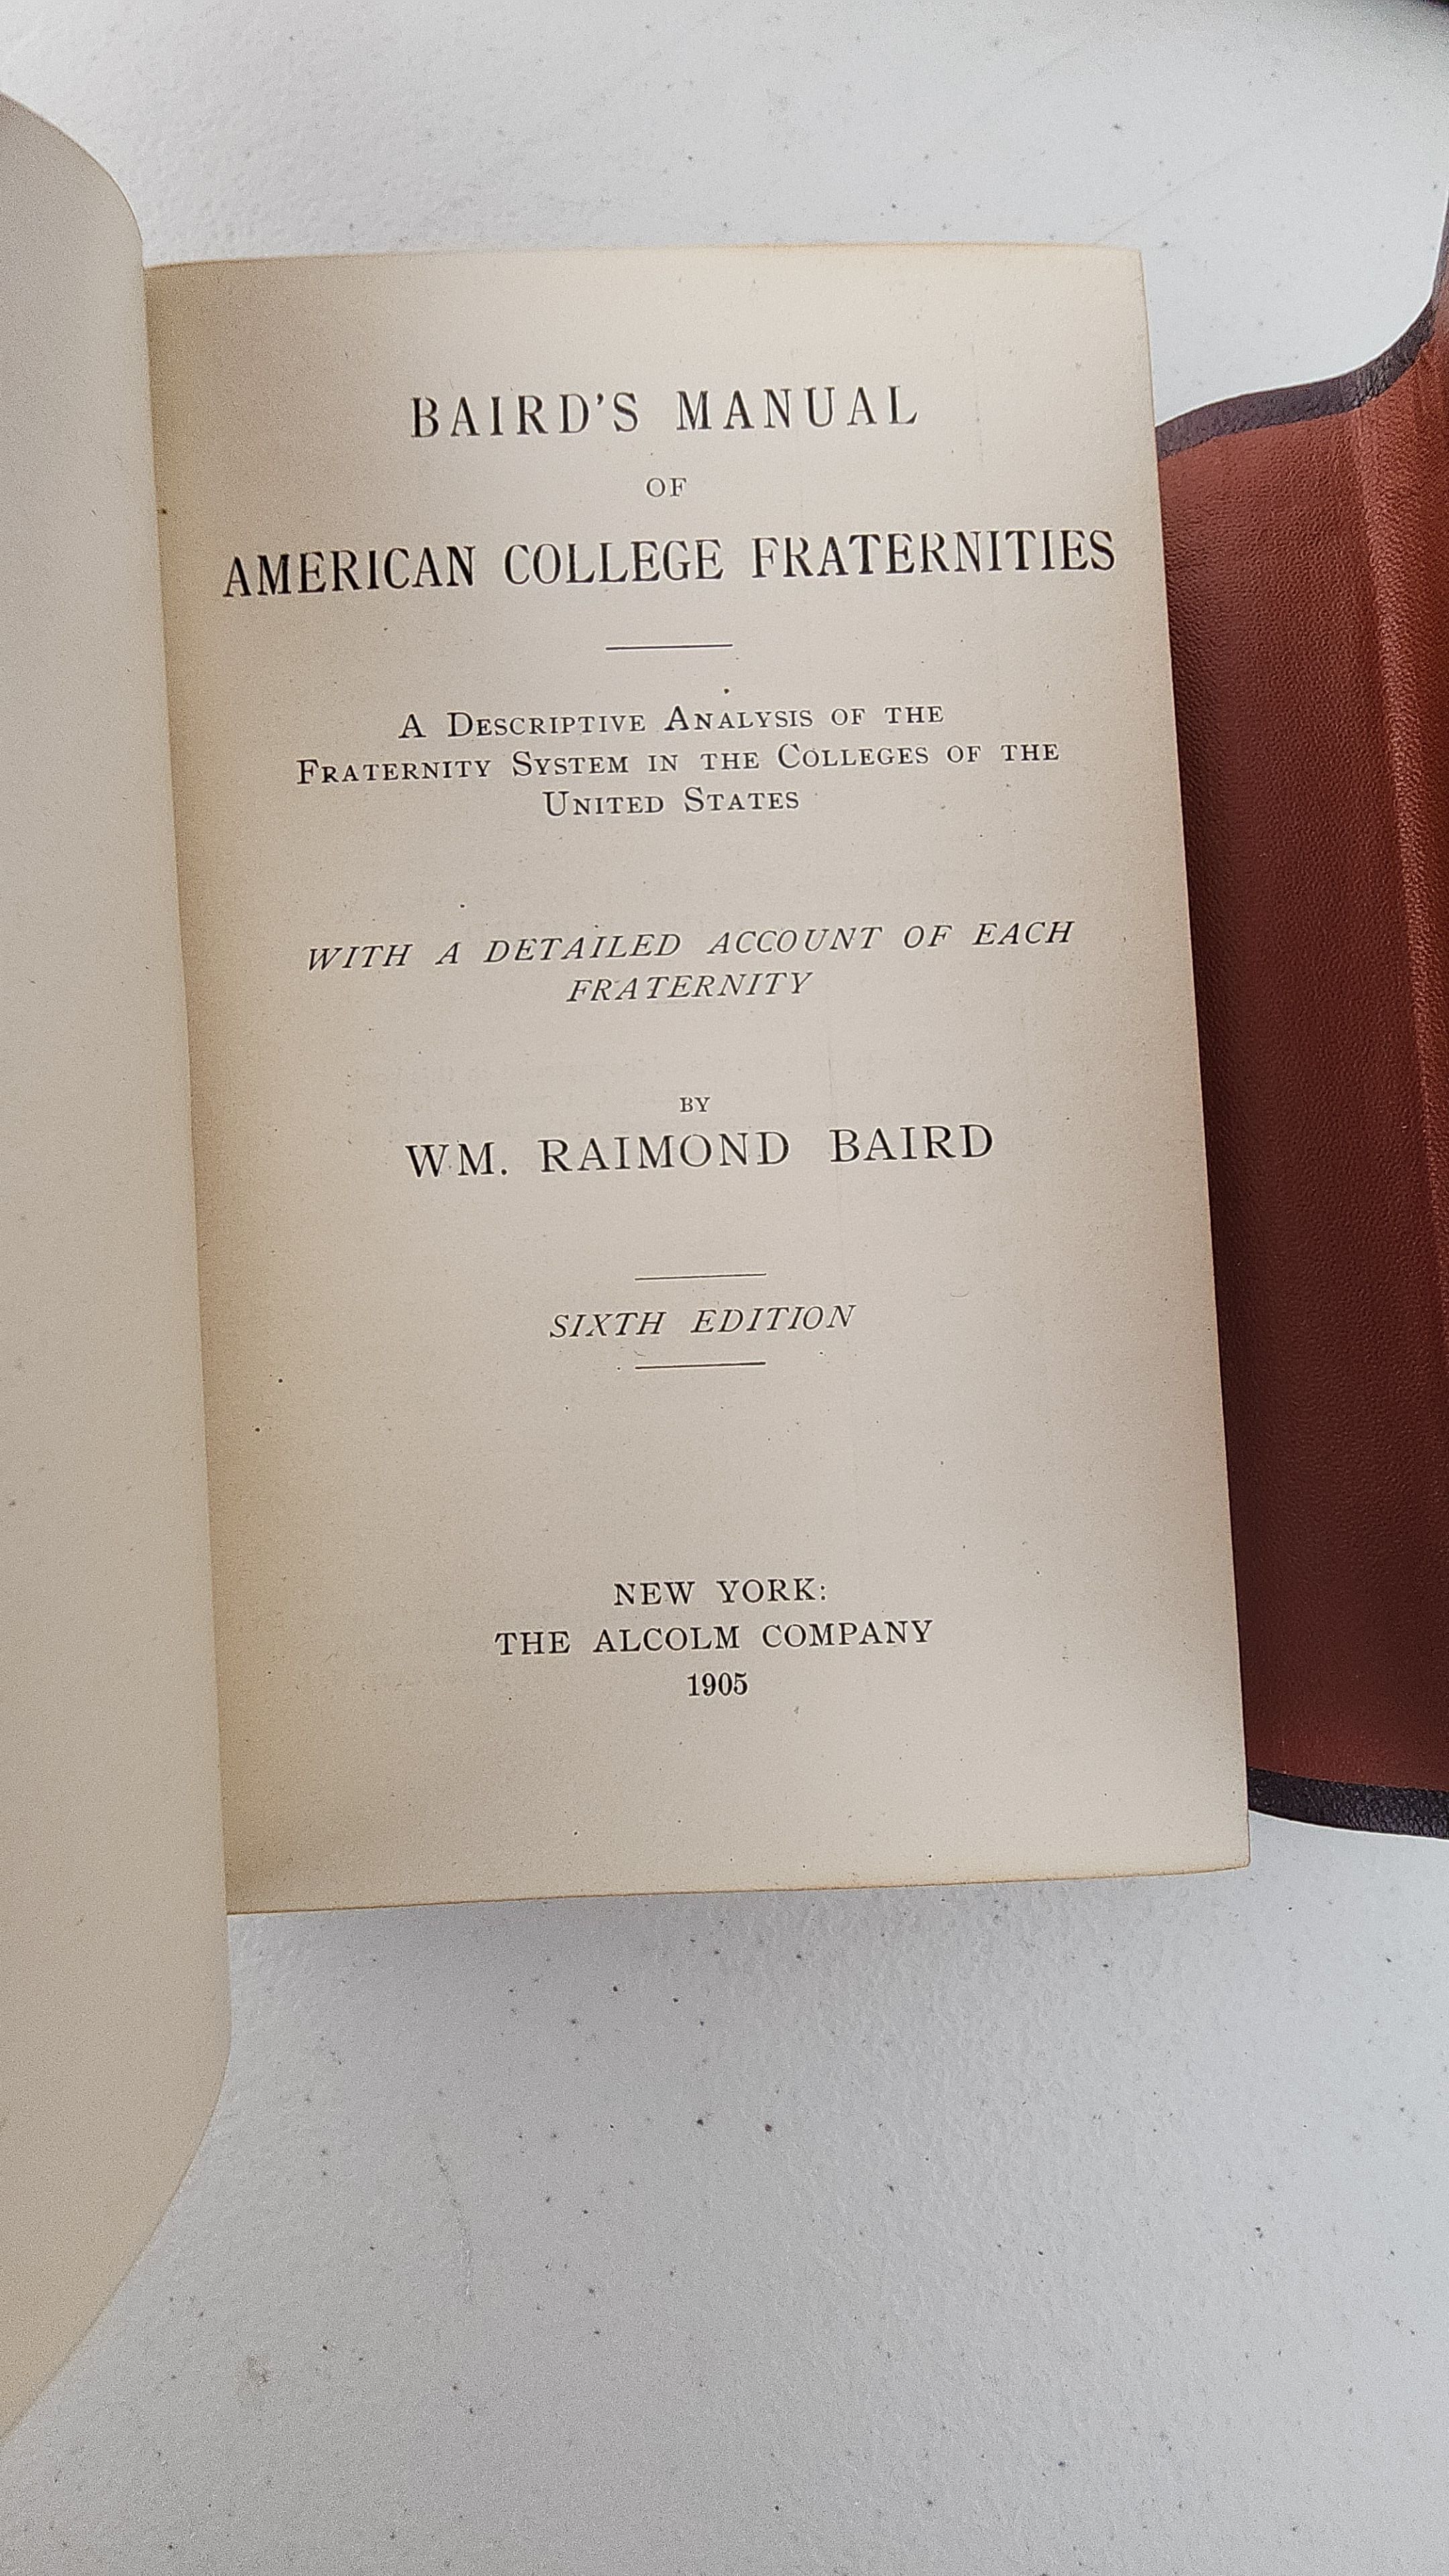 BAIRD'S MANUAL
OF
AMERICAN COLLEGE FRATERNITIES
A DESCRIPTIVE ANALYSIS OF THE
FRATERNITY SYSTEM IN THE COLLEGES OF THE
UNITED STATES
WITH A DETAILED ACCOUNT OF EACH
FRATERNITY
BY
WM. RAIMOND BAIRD
SIXTH EDITION
NEW YORK:
THE ALCOLM COMPANY
1905